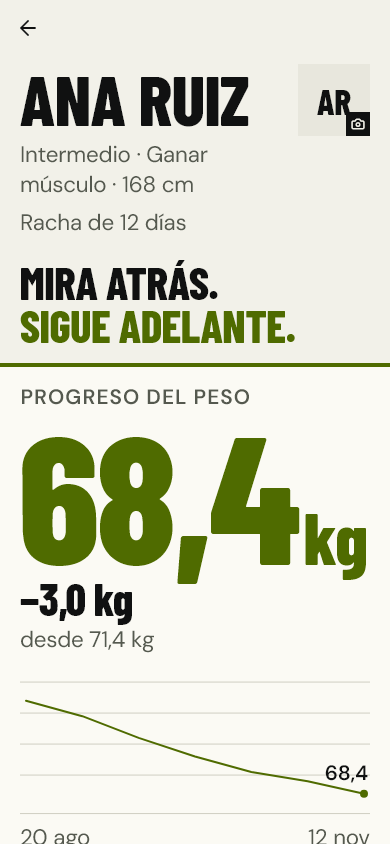 ANA RUIZ
AR
Intermedio · Ganar
músculo · 168 cm
Racha de 12 días
MIRA ATRÁS.
SIGUE ADELANTE.
PROGRESO DEL PESO
68,4kg
–3,0 kg
desde 71,4 kg
68,4
20 ago
12 nov